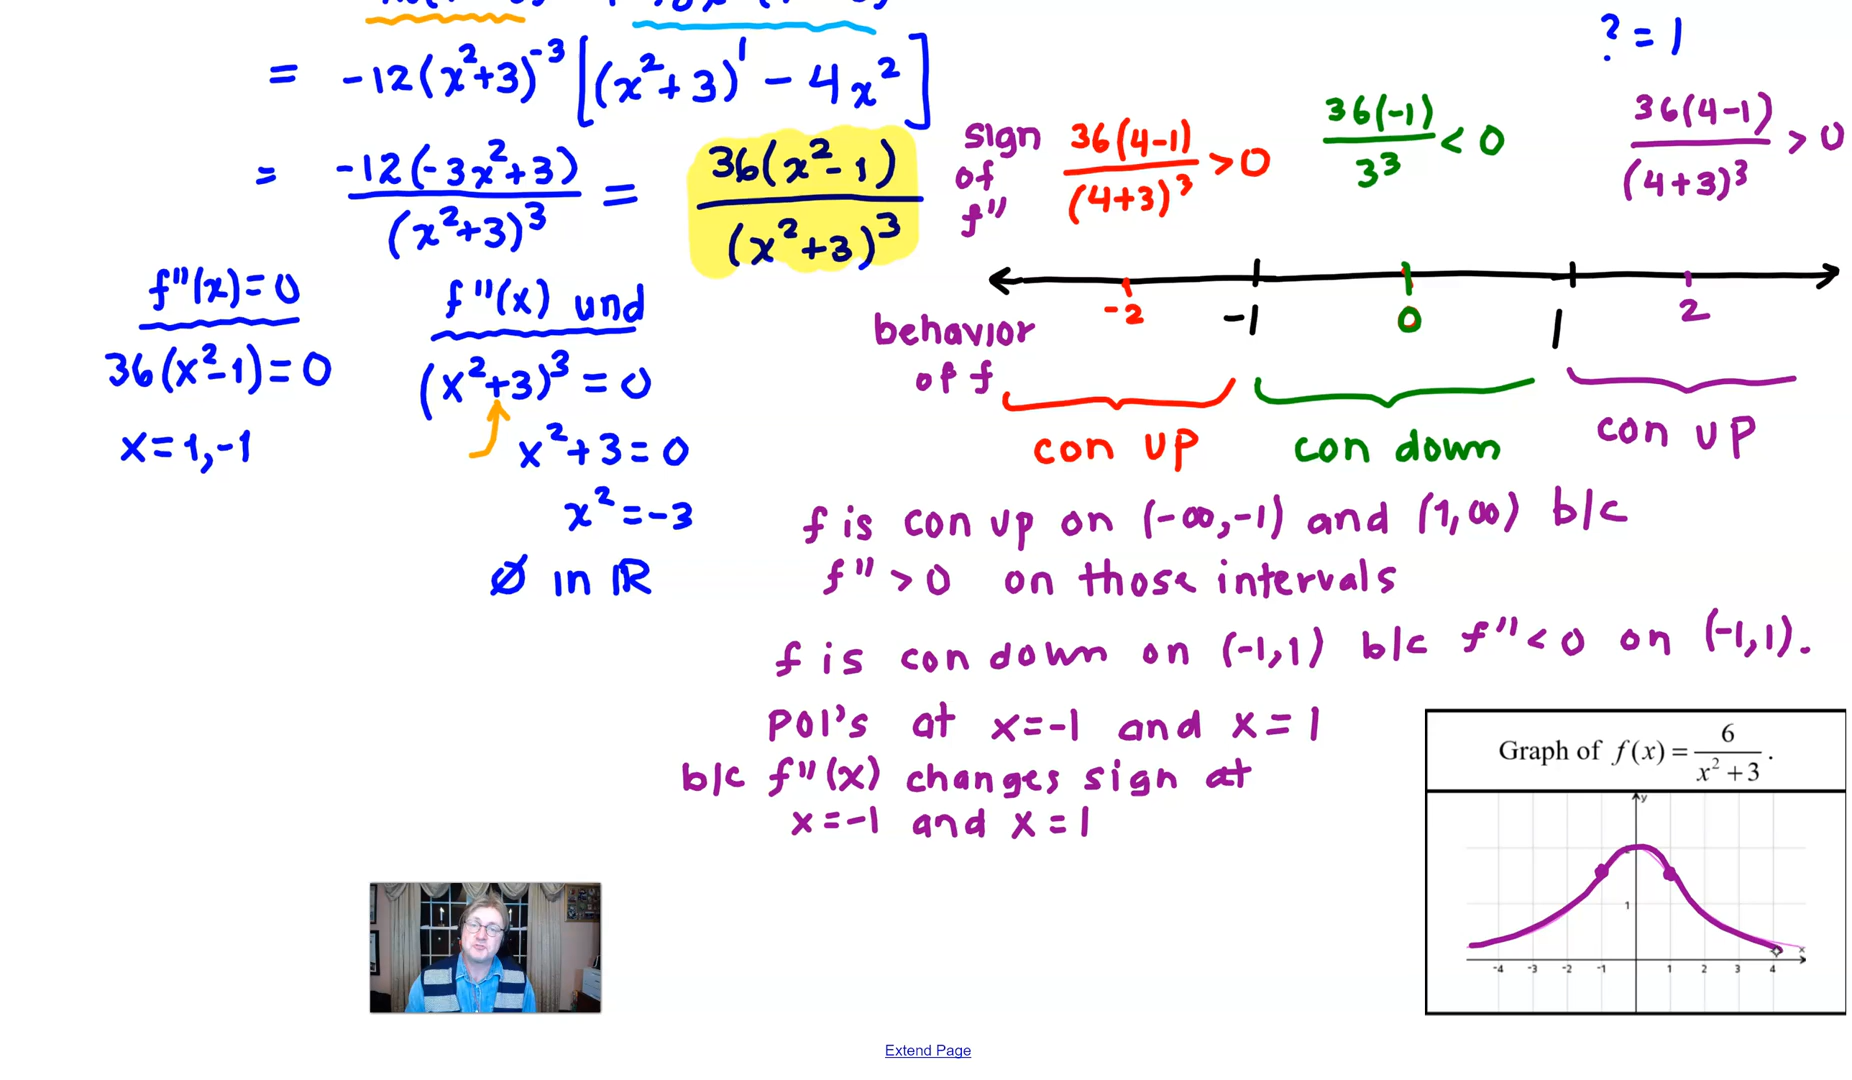 ? = 1
= -12(x²+3)⁻³ [(x²+3)¹ - 4x²]
= -12(-3x²+3) / (x²+3)³ = 36(x²-1) / (x²+3)³
f''(x)=0
36(x²-1)=0
x=1,-1
f''(x) und
(x²+3)³ = 0
x²+3=0
x²=-3
∅ in ℝ
sign of f''
36(4-1) / (4+3)³ > 0
36(-1) / 3³ < 0
36(4-1) / (4+3)³ > 0
-2 -1 0 1 2
behavior of f
con up con down con up
f is con up on (-∞,-1) and (1,∞) b/c
f'' > 0 on those intervals
f is con down on (-1,1) b/c f'' < 0 on (-1,1).
POI's at x=-1 and x=1
b/c f''(x) changes sign at
x=-1 and x=1
Graph of f(x) = 6 / x² + 3 .
y
1
x
-4 -3 -2 -1 1 2 3 4
Extend Page